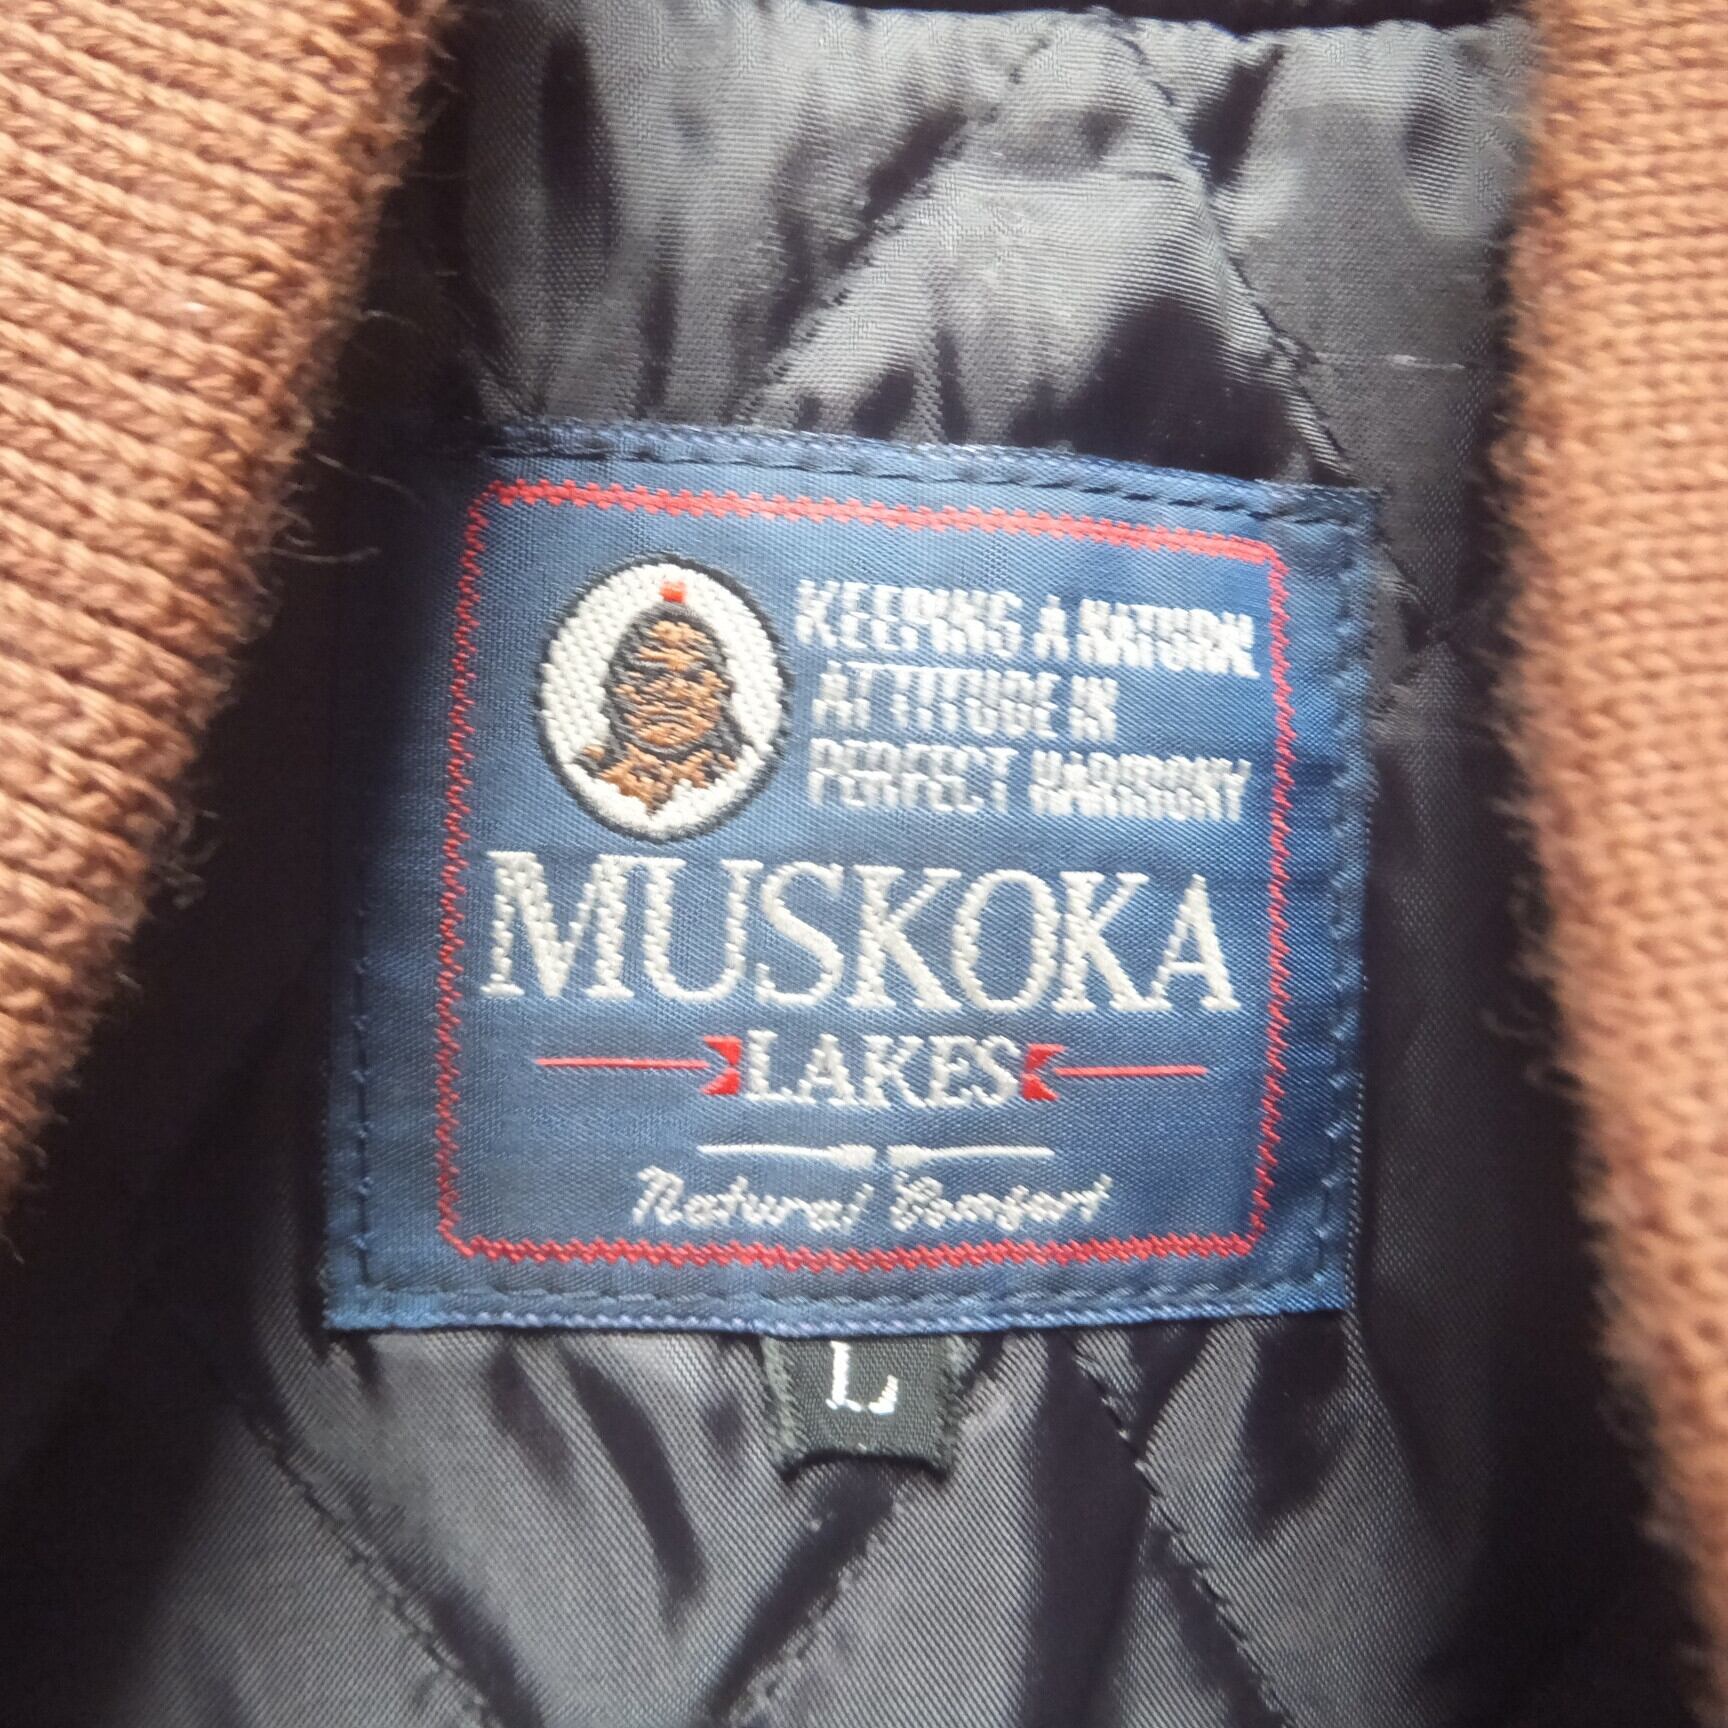 KEEPING A NATURAL
ATTITUDE IN
PERFECT HARMONY
MUSKOKA
LAKES
Natural Comfort
L